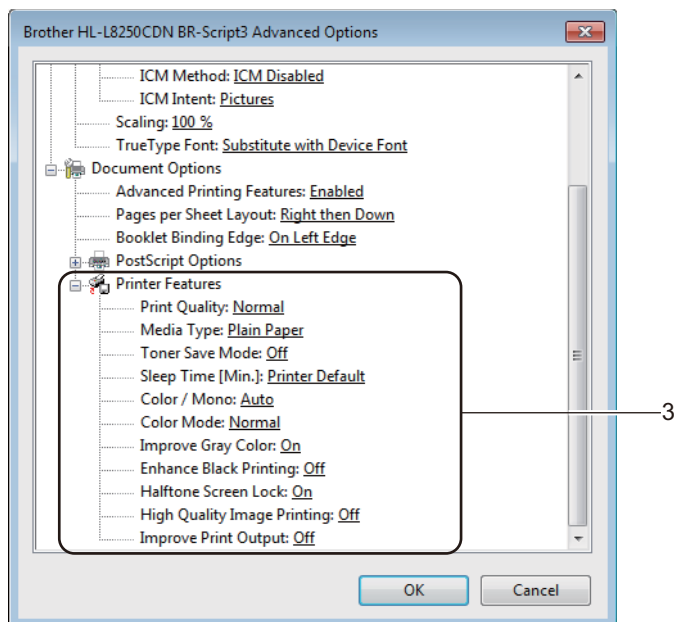 Brother HL-L8250CDN BR-Script3 Advanced Options
ICM Method: ICM Disabled
ICM Intent: Pictures
Scaling: 100 %
TrueType Font: Substitute with Device Font
Document Options
Advanced Printing Features: Enabled
Pages per Sheet Layout: Right then Down
Booklet Binding Edge: On Left Edge
PostScript Options
Printer Features
Print Quality: Normal
Media Type: Plain Paper
Toner Save Mode: Off
Sleep Time [Min.]: Printer Default
Color / Mono: Auto
3
Color Mode: Normal
Improve Gray Color: On
Enhance Black Printing: Off
Halftone Screen Lock: On
High Quality Image Printing: Off
Improve Print Output: Off
OK Cancel